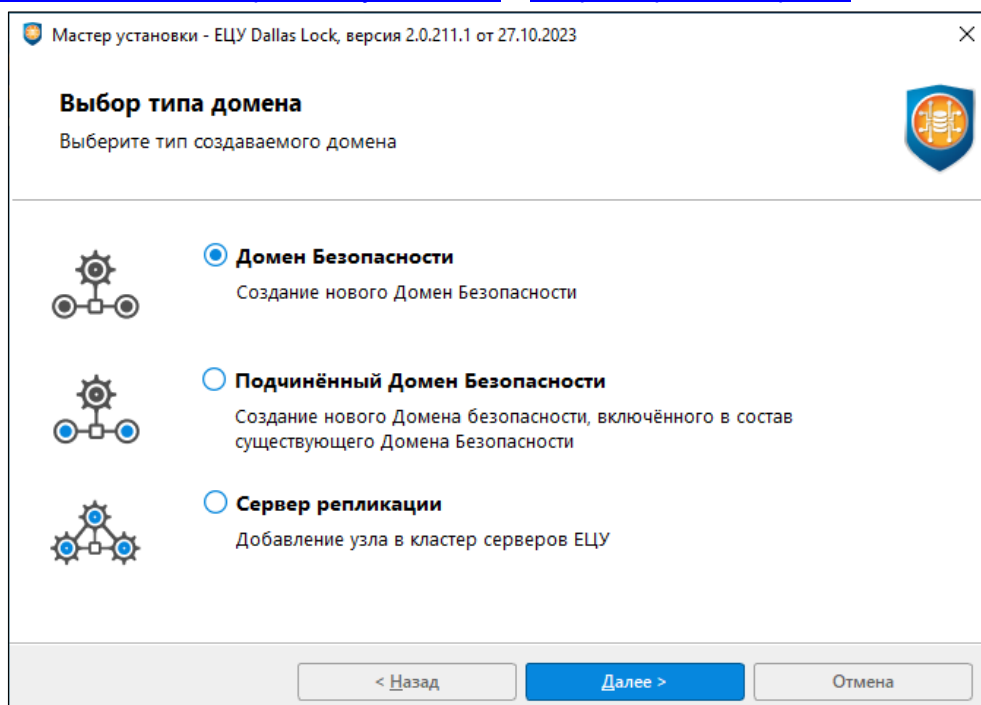 Мастер установки - ЕЦУ Dallas Lock, версия 2.0.211.1 от 27.10.2023
Выбор типа домена
Выберите тип создаваемого домена
Домен Безопасности
Создание нового Домен Безопасности
Подчинённый Домен Безопасности
Создание нового Домена безопасности, включённого в состав
существующего Домена Безопасности
Сервер репликации
Добавление узла в кластер серверов ЕЦУ
< Назад
Далее >
Отмена